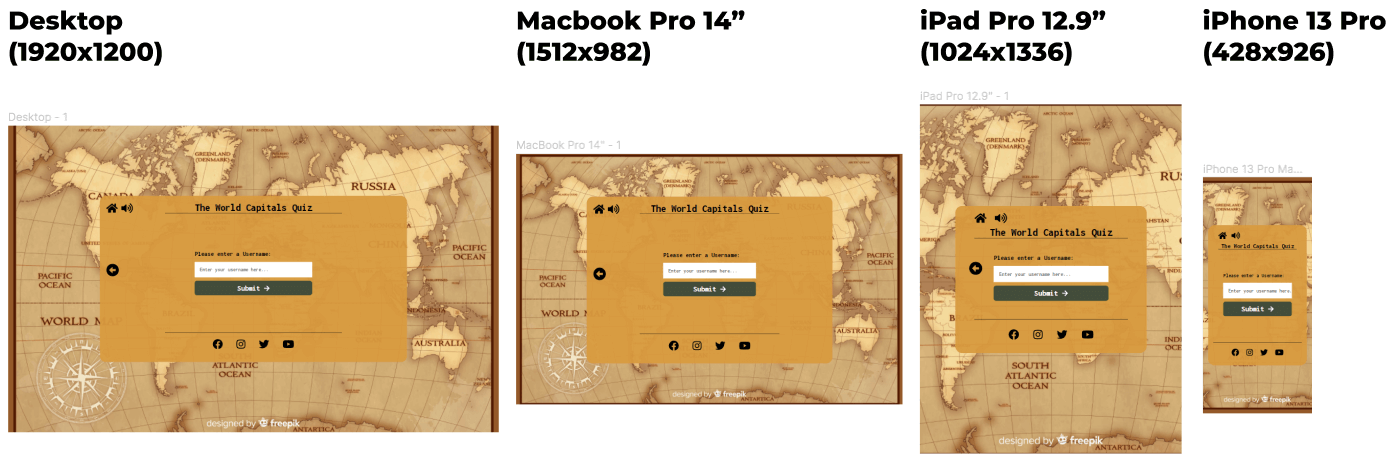 Desktop
(1920x1200)
Macbook Pro 14”
(1512x982)
iPad Pro 12.9”
(1024x1336)
iPhone 13 Pro
(428x926)
Desktop - 1
GREENLAND
(DENMARK)
RUSSIA
CANADA
The World Capitals Quiz
Please enter a Username:
Enter your username here...
Submit →
PACIFIC
OCEAN
PACIFIC
OCEAN
WORLD MAP
INDONESIA
AUSTRALIA
ATLANTIC
OCEAN
designed by freepik
ANTARCTICA
MacBook Pro 14" - 1
GREENLAND
(DENMARK)
RUSSIA
The World Capitals Quiz
Please enter a Username:
Enter your username here...
Submit →
PACIFIC
OCEAN
PACIFIC
OCEAN
WORLD M
AUSTRALIA
ATLANTIC
OCEAN
designed by freepik
ANTARCTICA
iPad Pro 12.9" - 1
GREENLAND
(DENMARK)
RUS
The World Capitals Quiz
Please enter a Username:
Enter your username here...
Submit →
SOUTH
ATLANTIC
OCEAN
designed by freepik
ANTARCTICA
iPhone 13 Pro Ma...
GREENLAND
(DENMARK)
The World Capitals Quiz
Please enter a Username:
Enter your username here
Submit →
designed by freepik